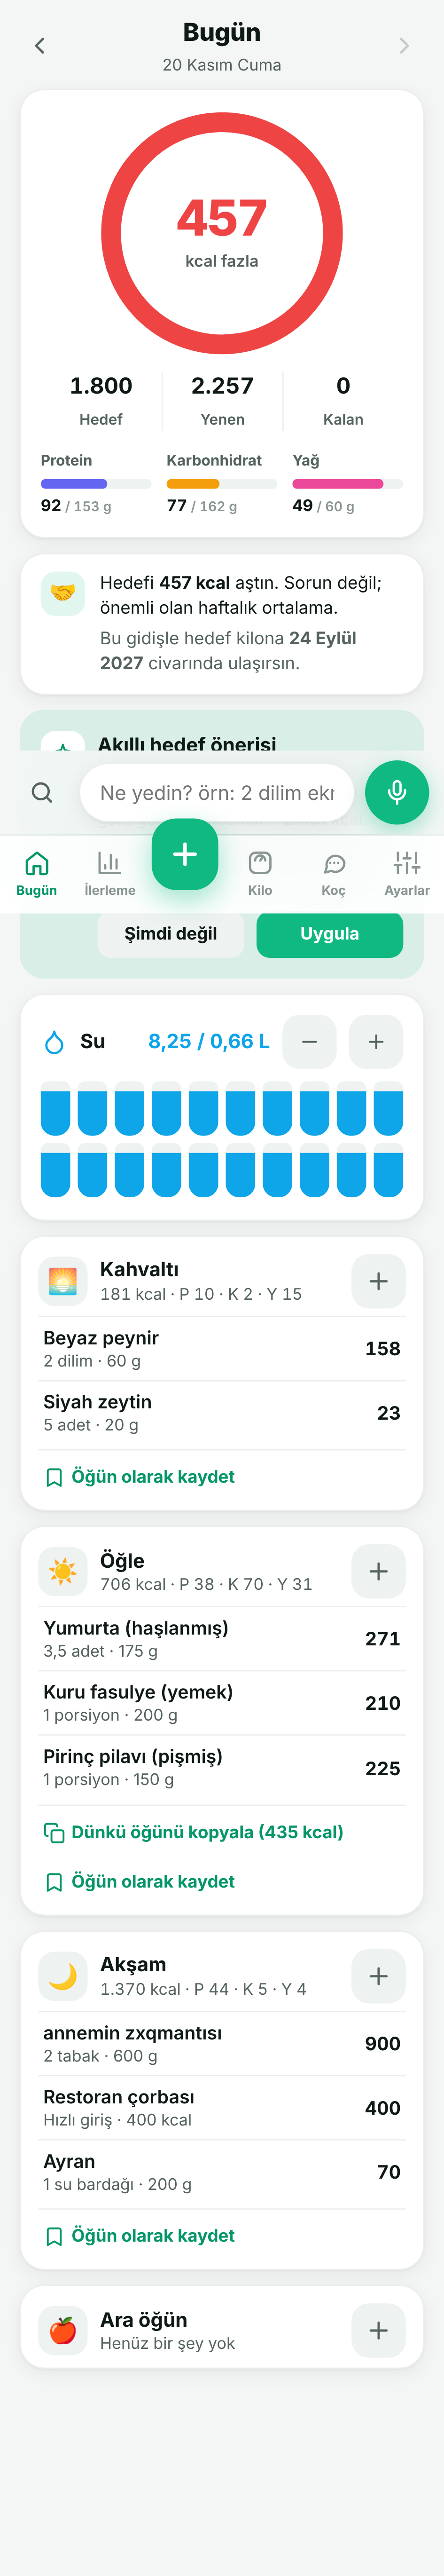 Bugün
20 Kasım Cuma
457
kcal fazla
1.800
Hedef
2.257
Yenen
0
Kalan
Protein
92 / 153 g
Karbonhidrat
77 / 162 g
Yağ
49 / 60 g
Hedefi 457 kcal aştın. Sorun değil;
önemli olan haftalık ortalama.
Bu gidişle hedef kilona 24 Eylül
2027 civarında ulaşırsın.
Akıllı hedef önerisi
Ne yedin? örn: 2 dilim ekı
Bugün
İlerleme
Kilo
Koç
Ayarlar
Şimdi değil
Uygula
Su
8,25 / 0,66 L
Kahvaltı
181 kcal · P 10 · K 2 · Y 15
Beyaz peynir
2 dilim · 60 g
158
Siyah zeytin
5 adet · 20 g
23
Öğün olarak kaydet
Öğle
706 kcal · P 38 · K 70 · Y 31
Yumurta (haşlanmış)
3,5 adet · 175 g
271
Kuru fasulye (yemek)
1 porsiyon · 200 g
210
Pirinç pilavı (pişmiş)
1 porsiyon · 150 g
225
Dünkü öğünü kopyala (435 kcal)
Öğün olarak kaydet
Akşam
1.370 kcal · P 44 · K 5 · Y 4
annemin zxqmantısı
2 tabak · 600 g
900
Restoran çorbası
Hızlı giriş · 400 kcal
400
Ayran
1 su bardağı · 200 g
70
Öğün olarak kaydet
Ara öğün
Henüz bir şey yok